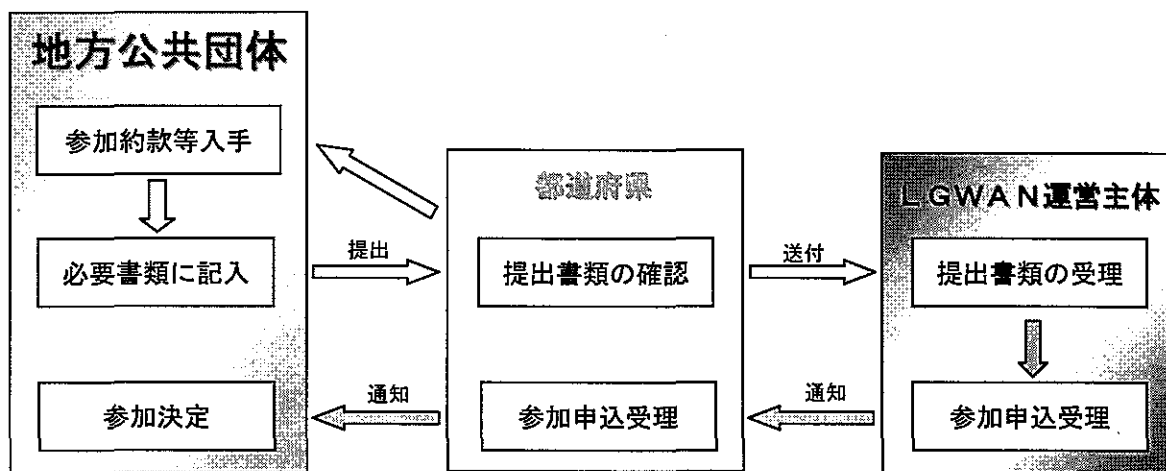 地方公共団体
参加約款等入手
必要書類に記入
参加決定
提出
通知
都道府県
提出書類の確認
参加申込受理
送付
通知
LGWAN運営主体
提出書類の受理
参加申込受理